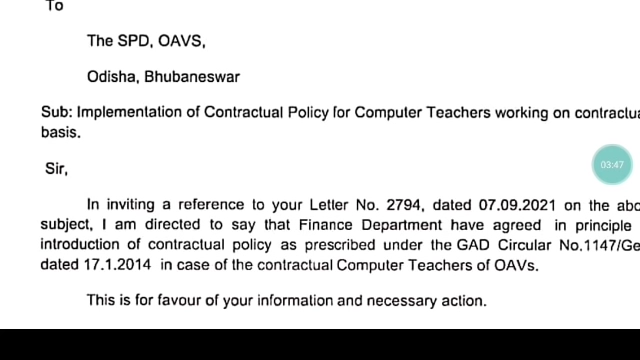 To
The SPD, OAVS,
Odisha, Bhubaneswar
Sub: Implementation of Contractual Policy for Computer Teachers working on
basis.
Sir,
03:47
In inviting a reference to your Letter No. 2794, dated 07.09.2021 on the
subject, I am directed to say that Finance Department have agreed in principle
introduction of contractual policy as prescribed under the GAD Circular No.1147/
dated 17.1.2014 in case of the contractual Computer Teachers of OAVs.
This is for favour of your information and necessary action.